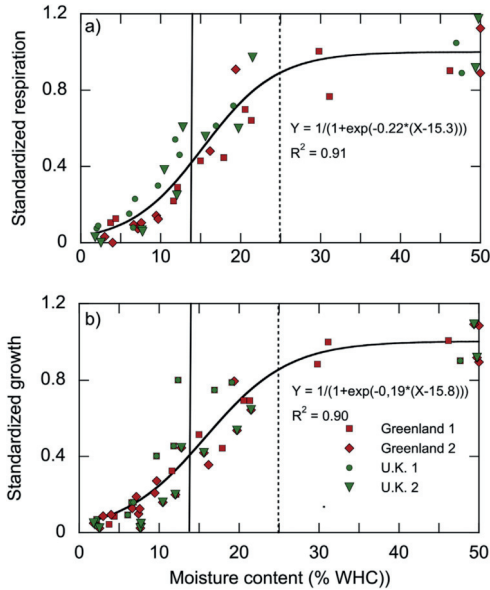 a)
1.2
0.8
0.4
0
Standardized respiration
Y = 1/(1+exp(-0.22*(X-15.3)))
R² = 0.91
0 10 20 30 40 50
b)
1.2
0.8
0.4
0
Standardized growth
Y = 1/(1+exp(-0,19*(X-15.8)))
R² = 0.90
Greenland 1
Greenland 2
U.K. 1
U.K. 2
0 10 20 30 40 50
Moisture content (% WHC))